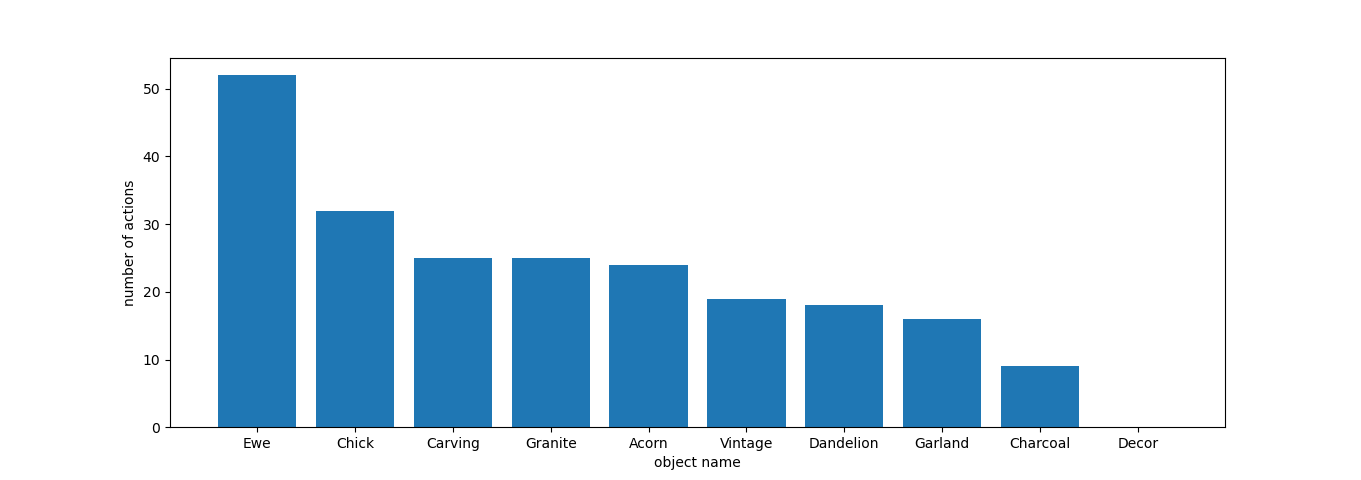 50
40
30
20
10
0
number of actions
Ewe Chick Carving Granite Acorn Vintage Dandelion Garland Charcoal Decor
object name